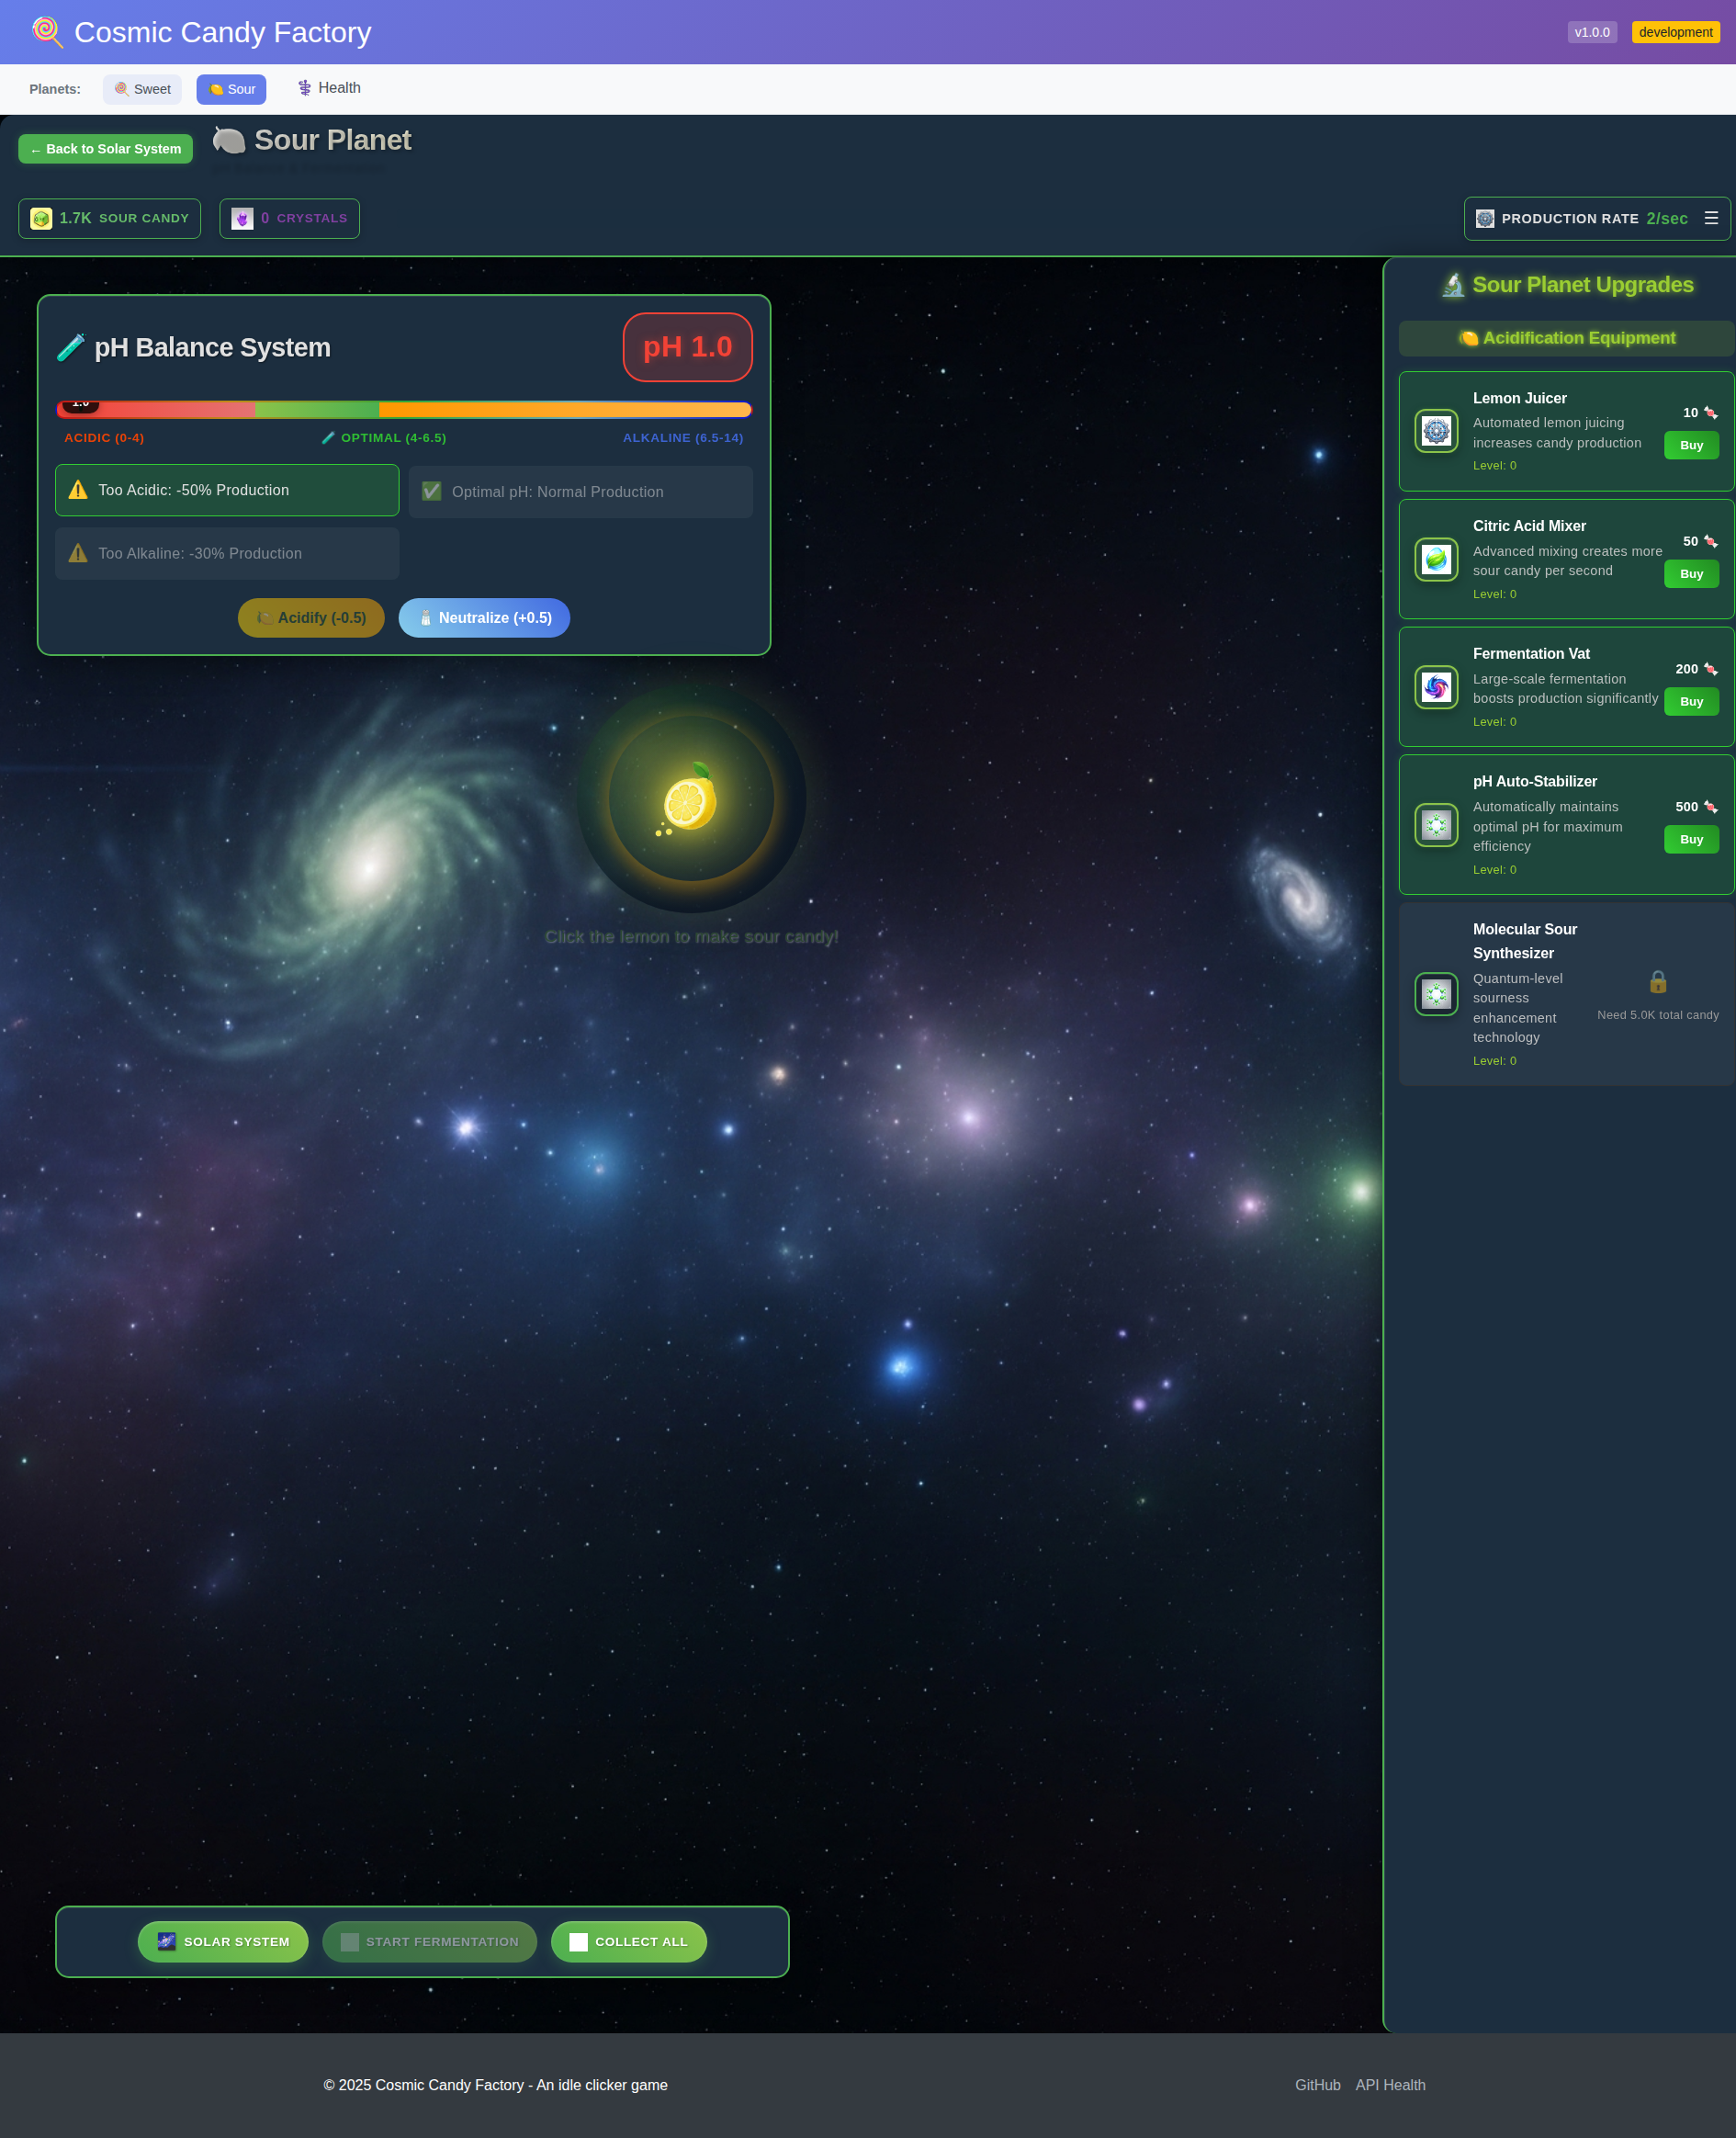 Cosmic Candy Factory
v1.0.0
development
Planets:
Sweet
Sour
Health
← Back to Solar System
Sour Planet
1.7K SOUR CANDY
0 CRYSTALS
PRODUCTION RATE 2/sec ☰
pH Balance System
pH 1.0
1.0
ACIDIC (0-4)
OPTIMAL (4-6.5)
ALKALINE (6.5-14)
Too Acidic: -50% Production
Optimal pH: Normal Production
Too Alkaline: -30% Production
Acidify (-0.5)
Neutralize (+0.5)
Click the lemon to make sour candy!
SOLAR SYSTEM
START FERMENTATION
COLLECT ALL
Sour Planet Upgrades
Acidification Equipment
Lemon Juicer
Automated lemon juicing
increases candy production
Level: 0
10
Buy
Citric Acid Mixer
Advanced mixing creates more
sour candy per second
Level: 0
50
Buy
Fermentation Vat
Large-scale fermentation
boosts production significantly
Level: 0
200
Buy
pH Auto-Stabilizer
Automatically maintains
optimal pH for maximum
efficiency
Level: 0
500
Buy
Molecular Sour
Synthesizer
Quantum-level
sourness
enhancement
technology
Level: 0
Need 5.0K total candy
© 2025 Cosmic Candy Factory - An idle clicker game
GitHub
API Health